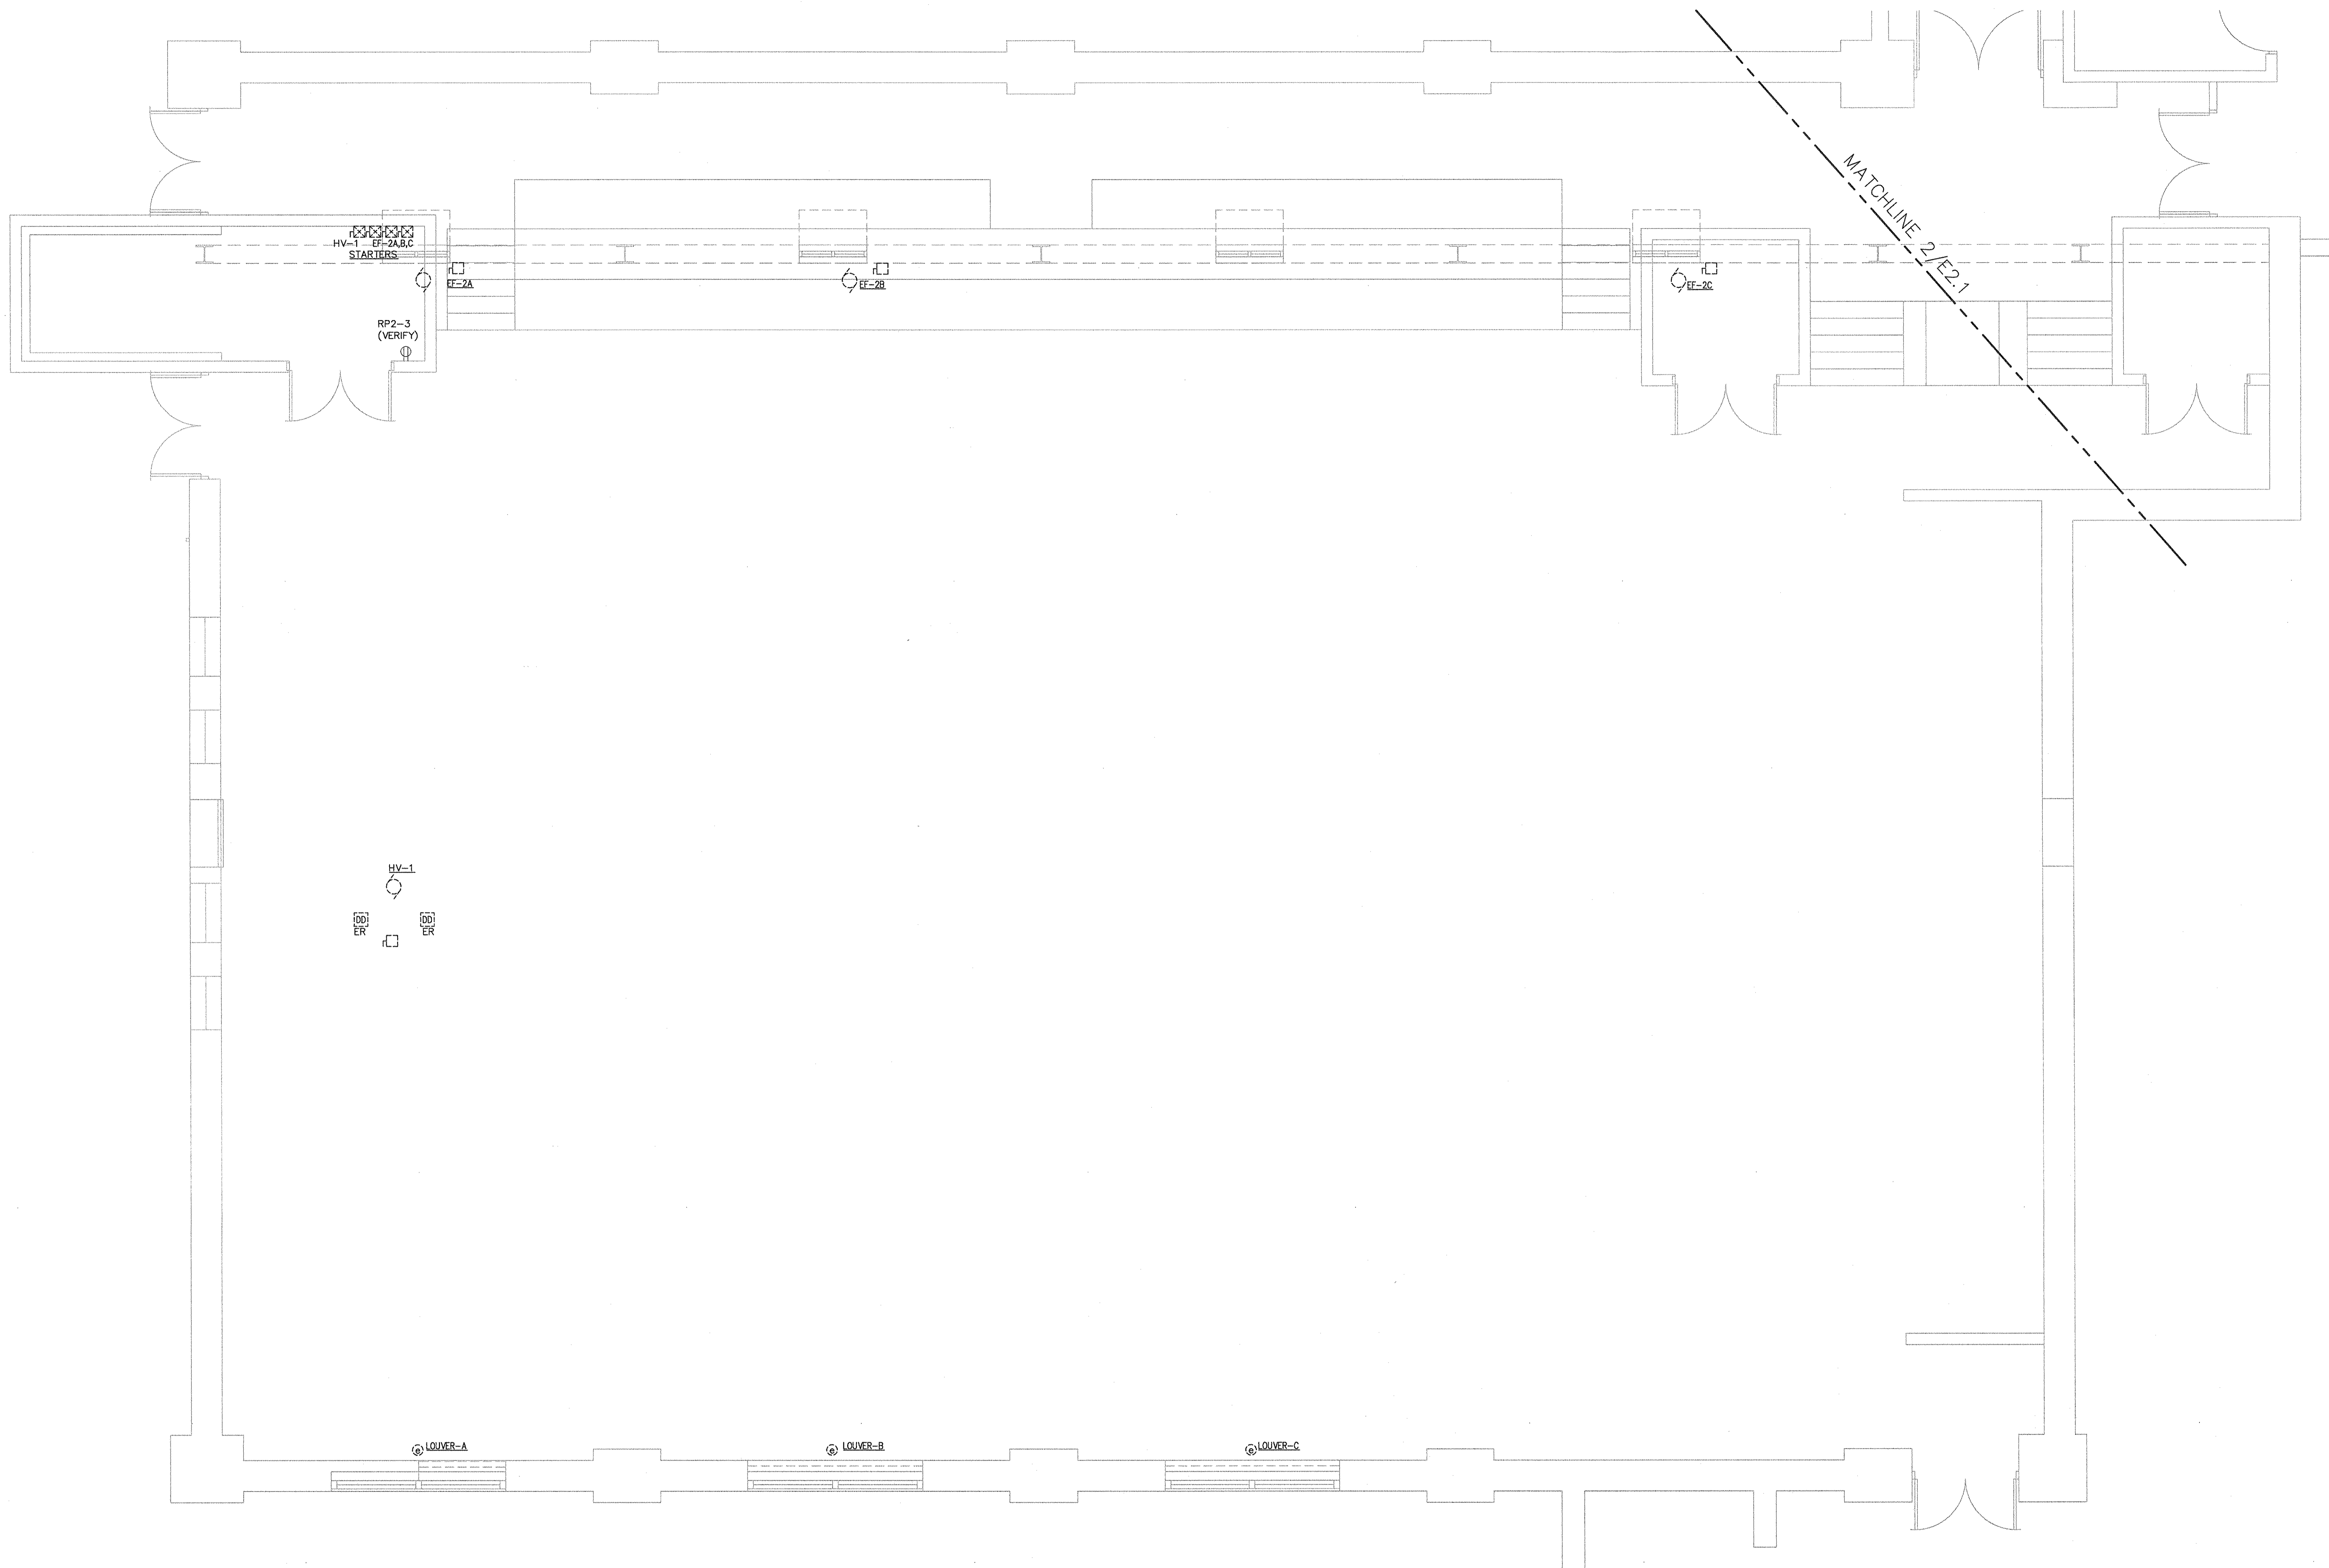 MATCHLINE 2/E2.1
HV-1 EF-2A,B,C
STARTERS
EF-2A
EF-2B
EF-2C
RP2-3
(VERIFY)
HV-1
DD
DD
ER
ER
e LOUVER-A
e LOUVER-B
e LOUVER-C